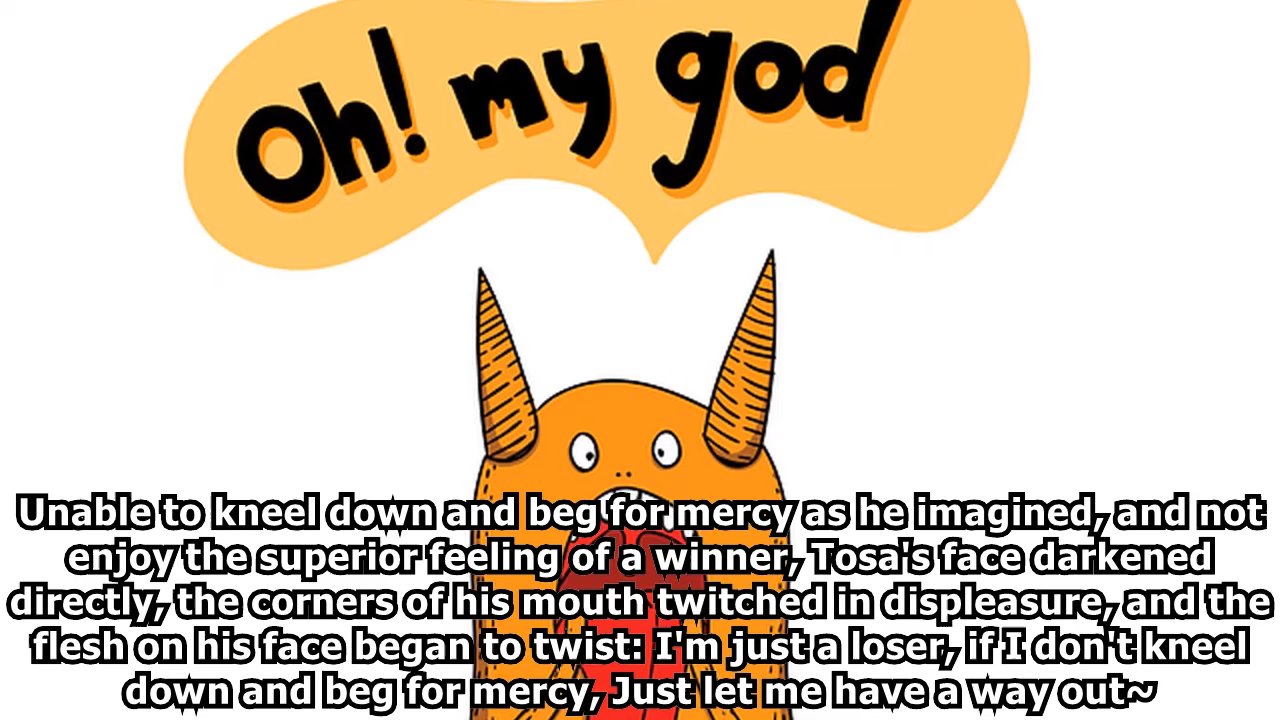 Oh! my god
Unable to kneel down and beg for mercy as he imagined, and not
enjoy the superior feeling of a winner, Tosa's face darkened
directly, the corners of his mouth twitched in displeasure, and the
flesh on his face began to twist: I'm just a loser, if I don't kneel
down and beg for mercy, Just let me have a way out~